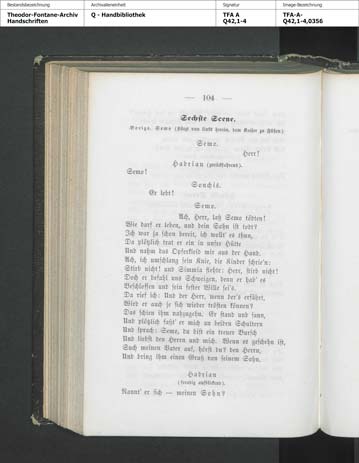 Bestandsbezeichnung
Archivalieneinheit
Signatur
Image-Bezeichnung
Theodor-Fontane-Archiv
Handschriften
Q - Handbibliothek
TFA A
Q42,1-4
TFA-A-
Q42,1-4,0356
— 104 —
Sechste Scene.
Vorige. Semo (stürzt von links herein, dem Kaiser zu Füßen)
Semo.
Herr!
Hadrian (zurückfahrend).
Semo!
Er lebt!
Semo.
Ach, Herr, laß Semo tödten!
Wie darf er leben, und dein Sohn ist todt?
Ich war ja schon bereit, ich wollt' es thun,
Da plötzlich trat er ein in unsre Hütte
Und nahm das Opferkleid mir aus der Hand.
Ach, ich umschlang sein Knie, die Kinder schrie'n:
Stirb nicht! und Simmia flehte: Herr, stirb nicht!
Doch er befahl uns Schweigen, denn er hab' es
Beschlossen und sein fester Wille sei's.
Da rief ich: Und der Herr, wenn der's erfährt,
Wird er auch je sich wieder trösten können?
Das schien ihm nahzugehn. Er stand und sann,
Und plötzlich faßt' er mich an beiden Schultern
Und sprach: Semo, du bist ein treuer Bursch
Und liebst den Herrn und mich. Wenn es geschehn ist,
Such meinen Vater auf, hörst du? den Herrn,
Und bring ihm einen Gruß von seinem Sohn.
Hadrian
(freudig aufblickend).
Nannt' er sich — meinen Sohn?